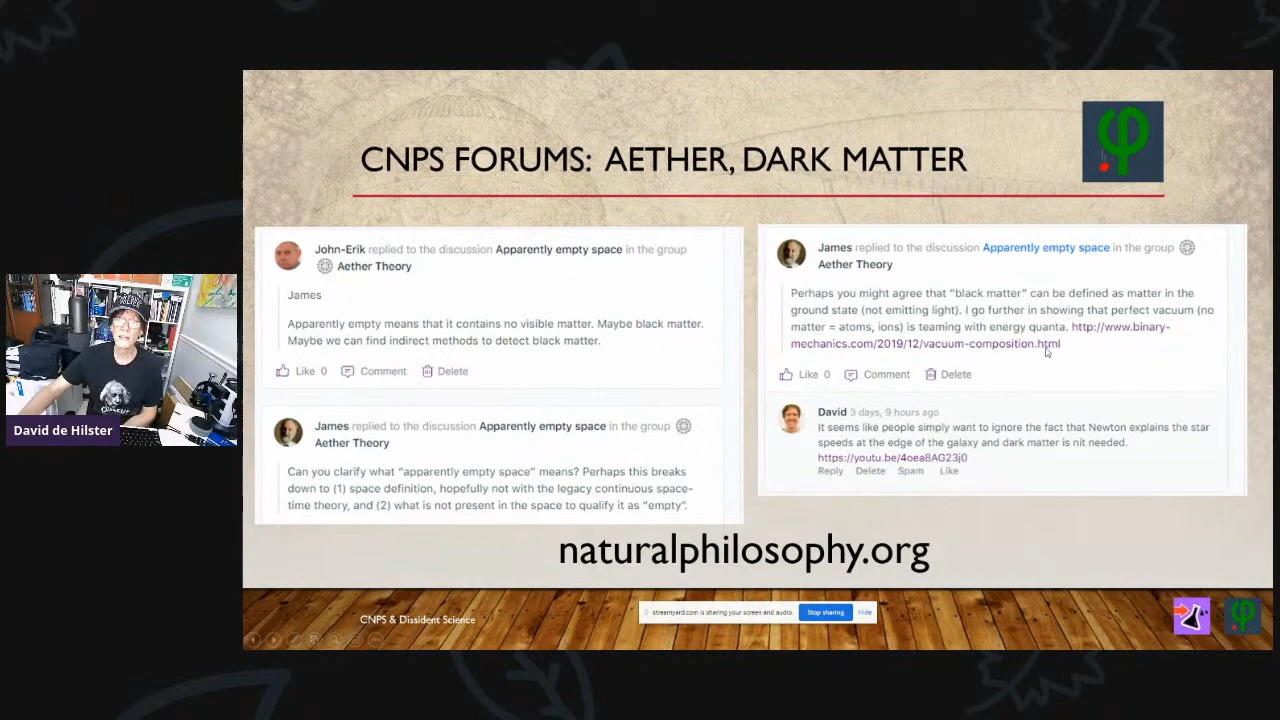 CNPS FORUMS: AETHER, DARK MATTER
John-Erik replied to the discussion Apparently empty space in the group
Aether Theory
James
Apparently empty means that it contains no visible matter. Maybe black matter.
Maybe we can find indirect methods to detect black matter.
Like 0 Comment Delete
James replied to the discussion Apparently empty space in the group
Aether Theory
Can you clarify what “apparently empty space” means? Perhaps this breaks
down to (1) space definition, hopefully not with the legacy continuous space-
time theory, and (2) what is not present in the space to qualify it as “empty”.
James replied to the discussion Apparently empty space in the group
Aether Theory
Perhaps you might agree that “black matter” can be defined as matter in the
ground state (not emitting light). I go further in showing that perfect vacuum (no
matter = atoms, ions) is teaming with energy quanta. http://www.binary-
mechanics.com/2019/12/vacuum-composition.html
Like 0 Comment Delete
David 3 days, 9 hours ago
It seems like people simply want to ignore the fact that Newton explains the star
speeds at the edge of the galaxy and dark matter is nit needed.
https://youtu.be/4oea8AG23j0
Reply Delete Spam Like
naturalphilosophy.org
David de Hilster
CNPS & Dissident Science
streamyard.com is sharing your screen and audio. Stop sharing Hide